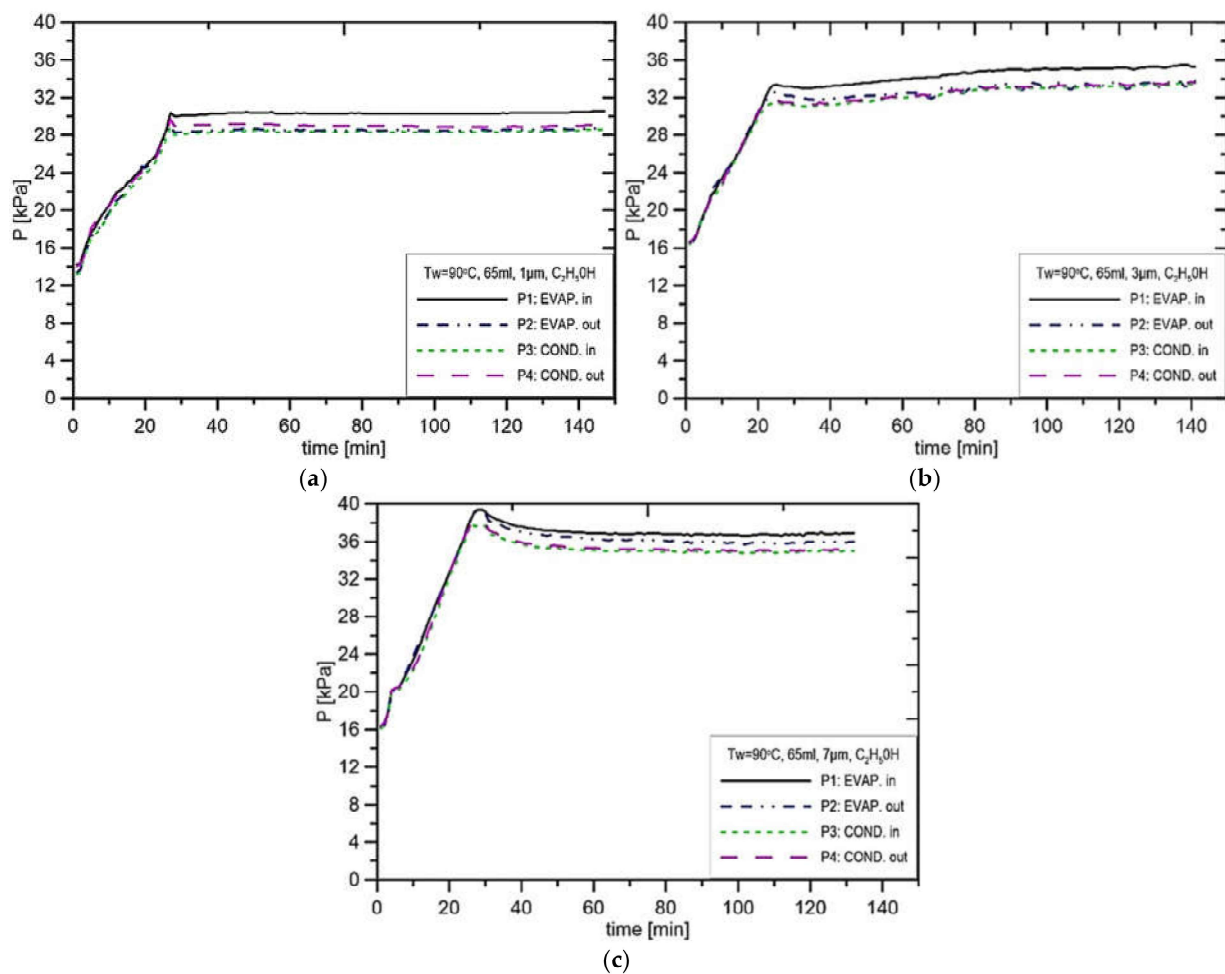 40
36
32
28
24
20
16
12
8
4
0
P [kPa]
Tw=90°C, 65ml, 1µm, C₂H₅0H
P1: EVAP. in
P2: EVAP. out
P3: COND. in
P4: COND. out
0 20 40 60 80 100 120 140
time [min]
(a)
40
36
32
28
24
20
16
12
8
4
0
P [kPa]
Tw=90°C, 65ml, 3µm, C₂H₅0H
P1: EVAP. in
P2: EVAP. out
P3: COND. in
P4: COND. out
0 20 40 60 80 100 120 140
time [min]
(b)
40
36
32
28
24
20
16
12
8
4
0
P [kPa]
Tw=90°C, 65ml, 7µm, C₂H₅0H
P1: EVAP. in
P2: EVAP. out
P3: COND. in
P4: COND. out
0 20 40 60 80 100 120 140
time [min]
(c)